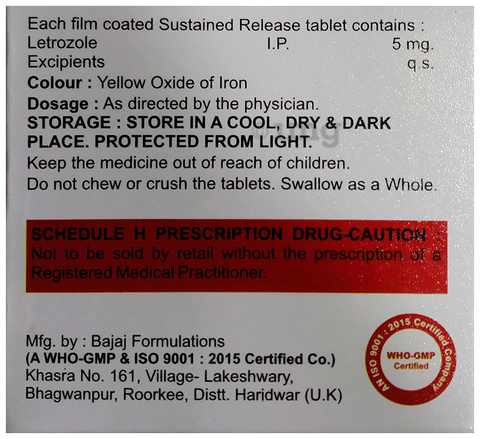 Each film coated Sustained Release tablet contains :
Letrozole I.P. 5 mg.
Excipients q.s.
Colour : Yellow Oxide of Iron
Dosage : As directed by the physician.
STORAGE : STORE IN A COOL, DRY & DARK
PLACE. PROTECTED FROM LIGHT.
Keep the medicine out of reach of children.
Do not chew or crush the tablets. Swallow as a Whole.
SCHEDULE H PRESCRIPTION DRUG-CAUTION :
Not to be sold by retail without the prescription of a
Registered Medical Practitioner.
Mfg. by : Bajaj Formulations
(A WHO-GMP & ISO 9001 : 2015 Certified Co.)
Khasra No. 161, Village- Lakeshwary,
Bhagwanpur, Roorkee, Distt. Haridwar (U.K)
AN ISO 9001 : 2015 Certified Company
WHO-GMP
Certified